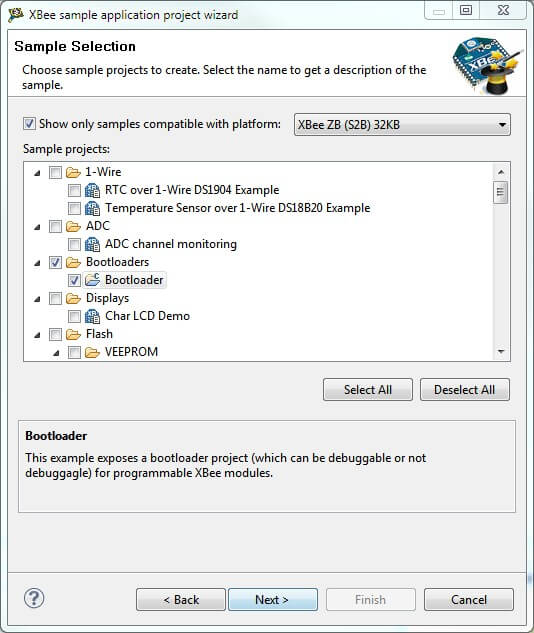 XBee sample application project wizard
Sample Selection
Choose sample projects to create. Select the name to get a description of the
sample.
XBee
Show only samples compatible with platform:
XBee ZB (S2B) 32KB
Sample projects:
1-Wire
RTC over 1-Wire DS1904 Example
Temperature Sensor over 1-Wire DS18B20 Example
ADC
ADC channel monitoring
Bootloaders
Bootloader
Displays
Char LCD Demo
Flash
VEEPROM
Select All
Deselect All
Bootloader
This example exposes a bootloader project (which can be debuggable or not
debuggagle) for programmable XBee modules.
?
< Back
Next >
Finish
Cancel